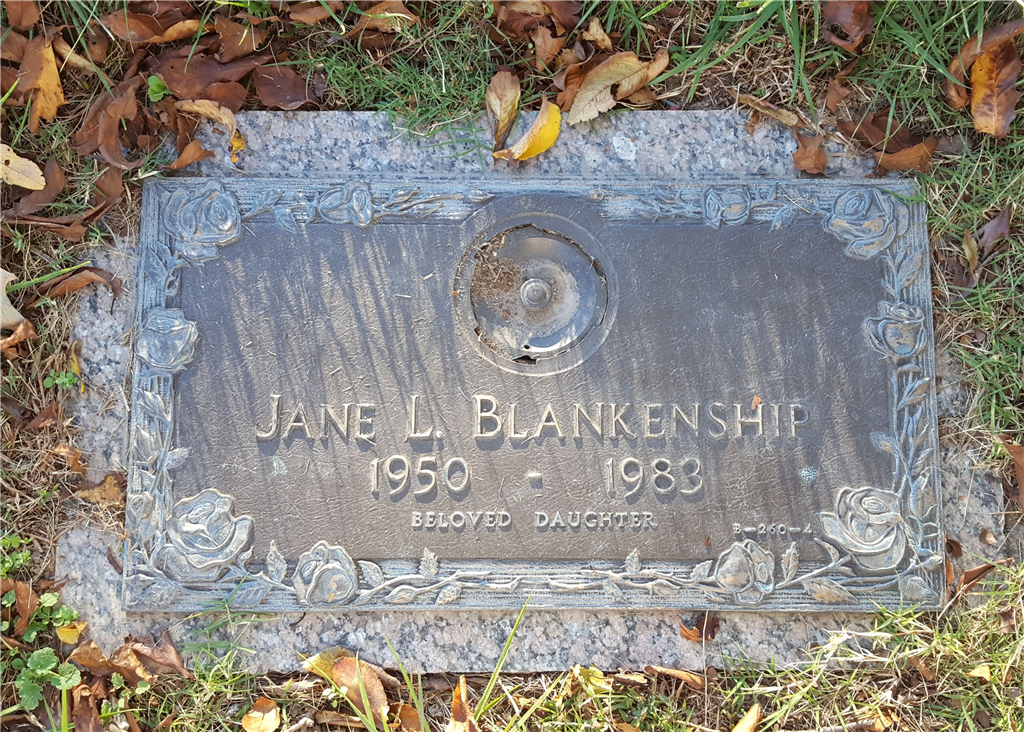 JANE L. BLANKENSHIP
1950 - 1983
BELOVED DAUGHTER
B-260-4